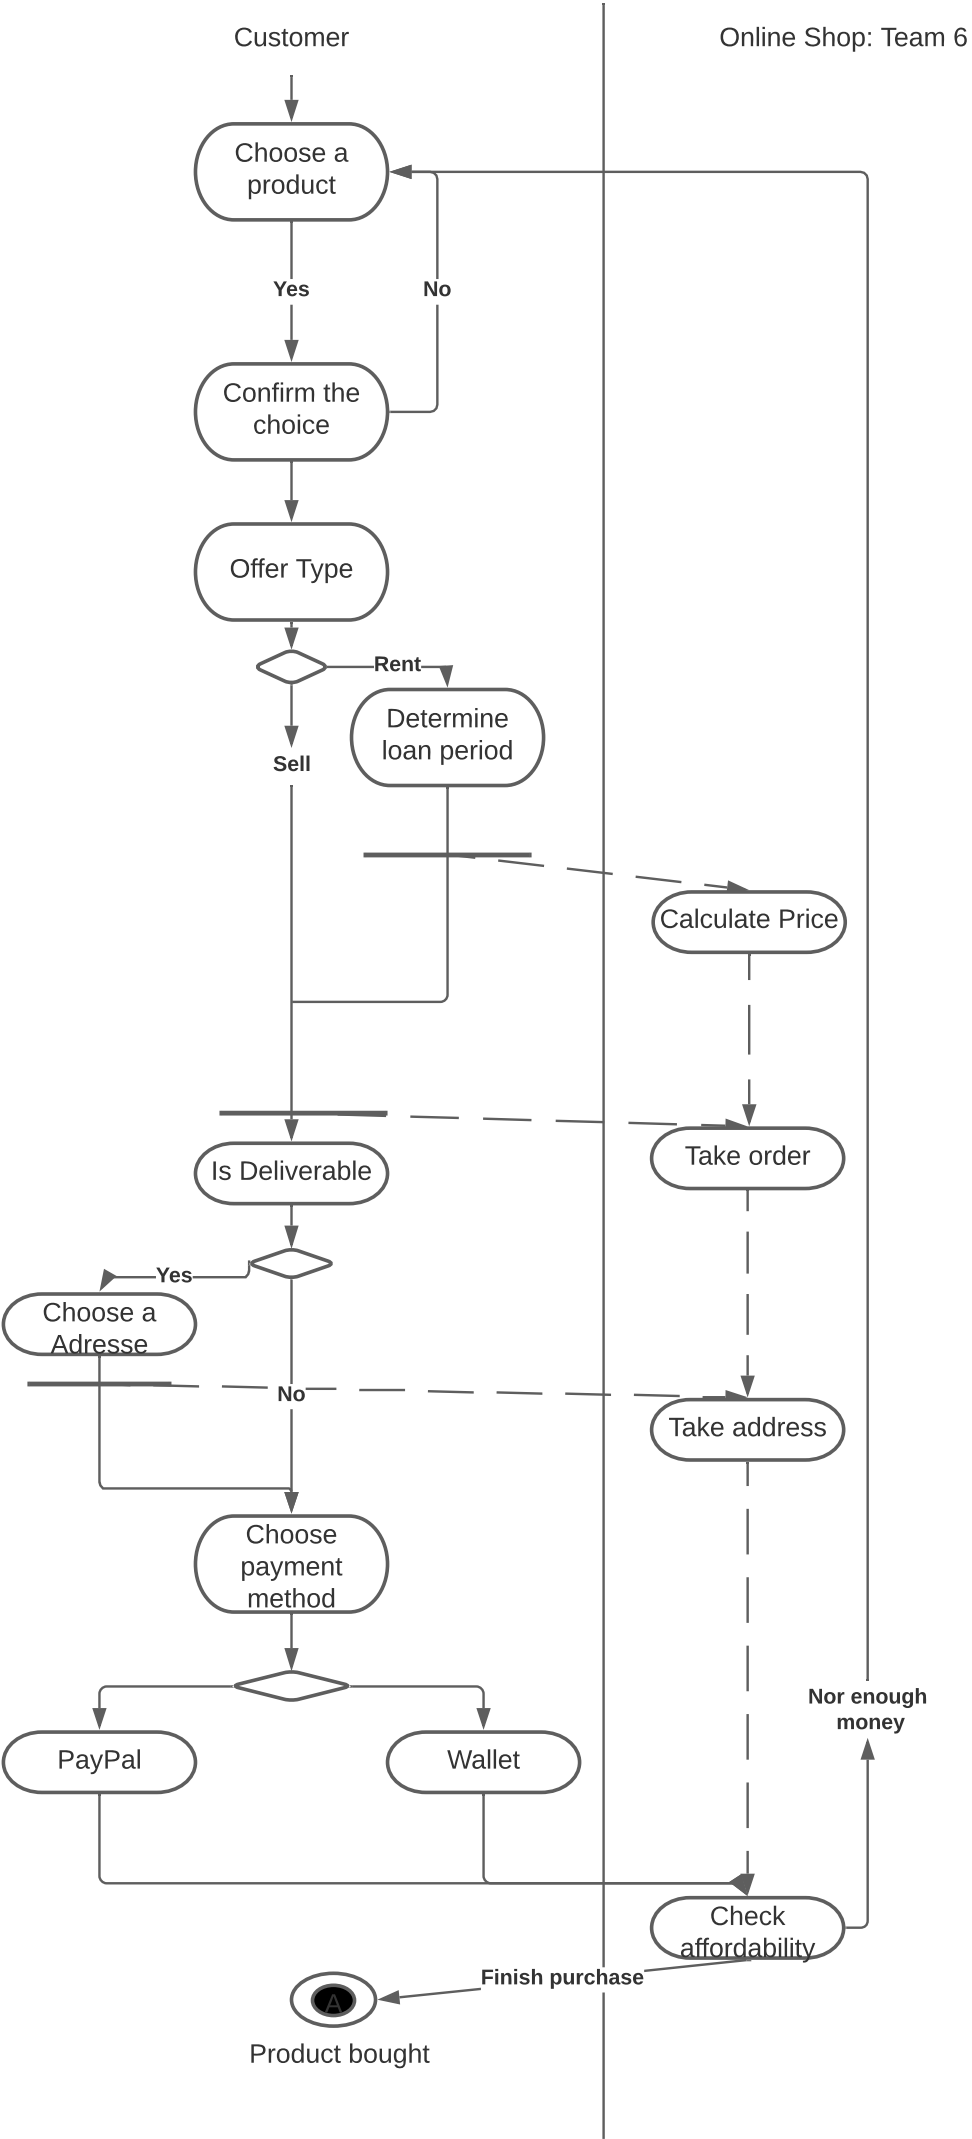 Customer
Online Shop: Team 6
Choose a
product
Yes
No
Confirm the
choice
Offer Type
Rent
Determine
loan period
Sell
Calculate Price
Take order
Is Deliverable
Yes
Choose a
Adresse
No
Take address
Choose
payment
method
Nor enough
money
PayPal
Wallet
Check
affordability
Finish purchase
A
Product bought